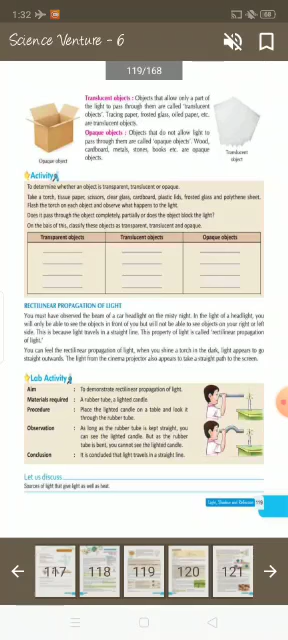 1:32
68
Science Venture - 6
119/168
Translucent objects : Objects that allow only a part of
the light to pass through them are called 'translucent
objects'. Tracing paper, frosted glass, oiled paper, etc.
are translucent objects.
Opaque objects : Objects that do not allow light to
pass through them are called 'opaque objects'. Wood,
cardboard, metals, stones, books etc. are opaque
objects.
Opaque object
Translucent
object
Activity
To determine whether an object is transparent, translucent or opaque.
Take a torch, tissue paper, scissors, clear glass, cardboard, plastic lids, frosted glass and polythene sheet.
Flash the torch on each object and observe what happens to the light.
Does it pass through the object completely, partially or does the object block the light?
On the bais of this, classify these objects as transparent, translucent and opaque.
Transparent objects Translucent objects Opaque objects
RECTILINEAR PROPAGATION OF LIGHT
You must have observed the beam of a car headlight on the misty night. In the light of a headlight, you
will only be able to see the objects in front of you but will not be able to see objects on your right or left
side. This is because light travels in a straight line. This property of light is called 'rectilinear propagation
of light.'
You can feel the rectilinear propagation of light, when you shine a torch in the dark, light appears to go
straight outwards. The light from the cinema projector also appears to take a straight path to the screen.
Lab Activity
Aim : To demonstrate rectilinear propagation of light.
Materials required : A rubber tube, a lighted candle.
Procedure : Place the lighted candle on a table and look it
through the rubber tube.
Observation : As long as the rubber tube is kept straight, you
can see the lighted candle. But as the rubber
tube is bent, you cannot see the lighted candle.
Conclusion : It is concluded that light travels in a straight line.
Let us discuss
Sources of light that give light as well as heat.
Light, Shadow and Reflection 119
117 118 119 120 121